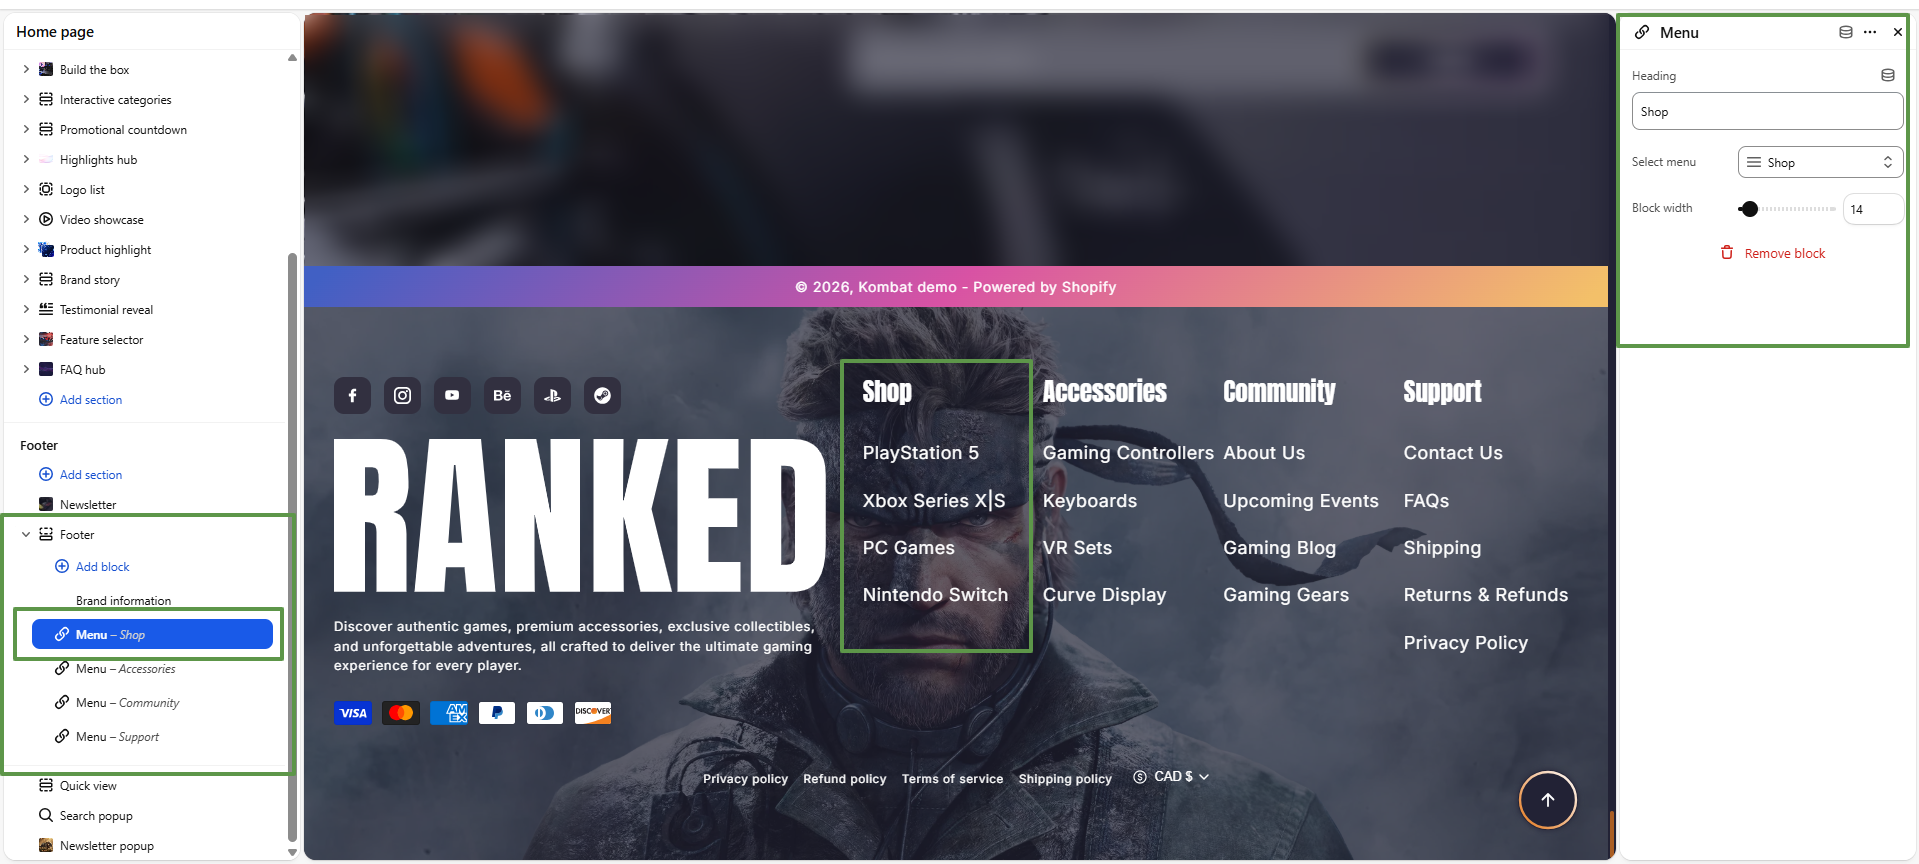 Home page
Build the box
Interactive categories
Promotional countdown
Highlights hub
Logo list
Video showcase
Product highlight
Brand story
Testimonial reveal
Feature selector
FAQ hub
Add section
Footer
Add section
Newsletter
Footer
Add block
Brand information
Menu – Shop
Menu – Accessories
Menu – Community
Menu – Support
Quick view
Search popup
Newsletter popup
© 2026, Kombat demo - Powered by Shopify
Bē
RANKED
Discover authentic games, premium accessories, exclusive collectibles,
and unforgettable adventures, all crafted to deliver the ultimate gaming
experience for every player.
VISA
AM
EX
DISCOVER
Shop
PlayStation 5
Xbox Series X|S
PC Games
Nintendo Switch
Accessories
Gaming Controllers
Keyboards
VR Sets
Curve Display
Community
About Us
Upcoming Events
Gaming Blog
Gaming Gears
Support
Contact Us
FAQs
Shipping
Returns & Refunds
Privacy Policy
Privacy policy Refund policy Terms of service Shipping policy CAD $
Menu
Heading
Shop
Select menu Shop
Block width 14
Remove block